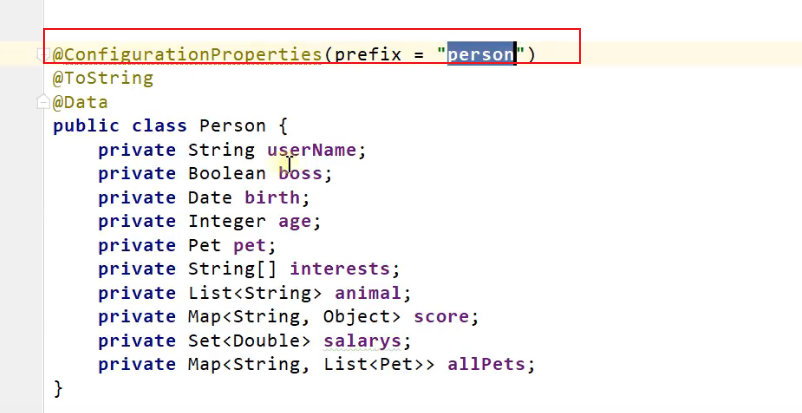 @ConfigurationProperties(prefix = "person")
@ToString
@Data
public class Person {
    private String userName;
    private Boolean boss;
    private Date birth;
    private Integer age;
    private Pet pet;
    private String[] interests;
    private List<String> animal;
    private Map<String, Object> score;
    private Set<Double> salarys;
    private Map<String, List<Pet>> allPets;
}